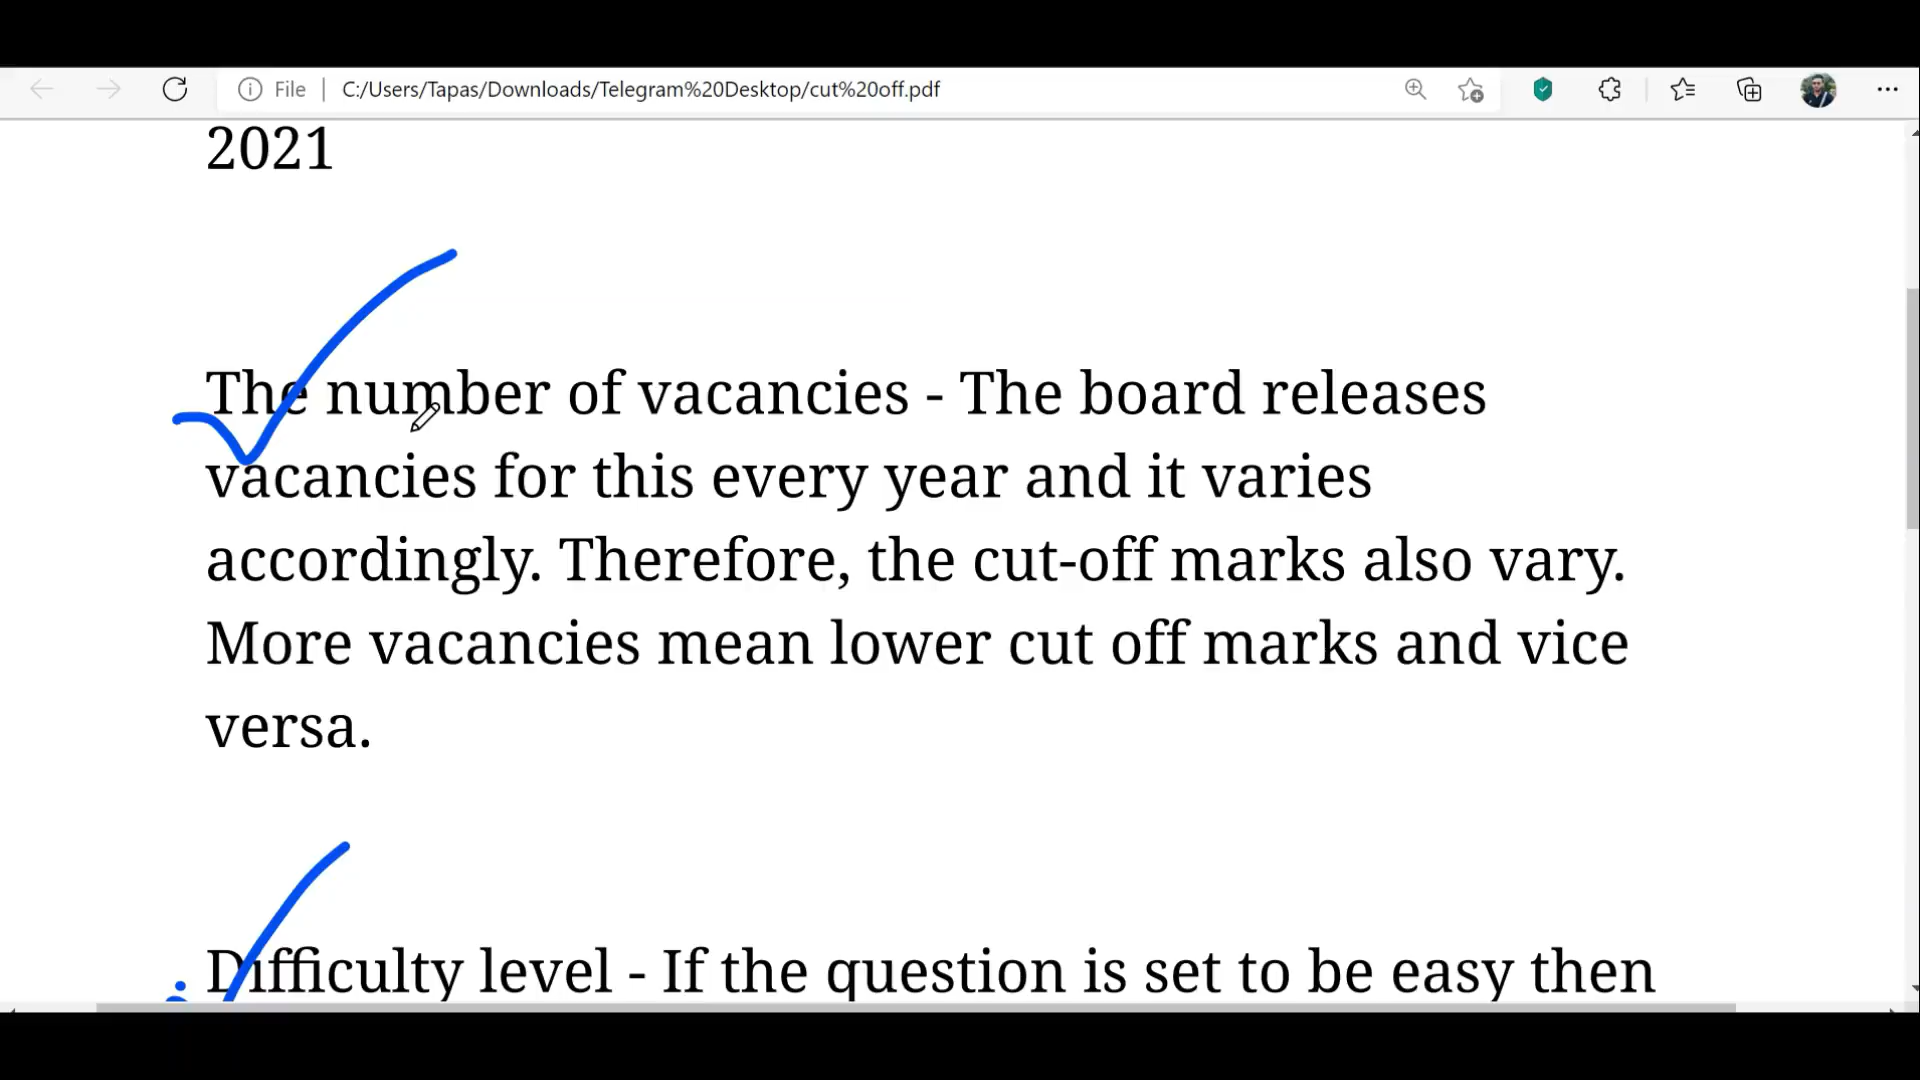 File | C:/Users/Tapas/Downloads/Telegram%20Desktop/cut%20off.pdf
2021
The number of vacancies - The board releases
vacancies for this every year and it varies
accordingly. Therefore, the cut-off marks also vary.
More vacancies mean lower cut off marks and vice
versa.
Difficulty level - If the question is set to be easy then